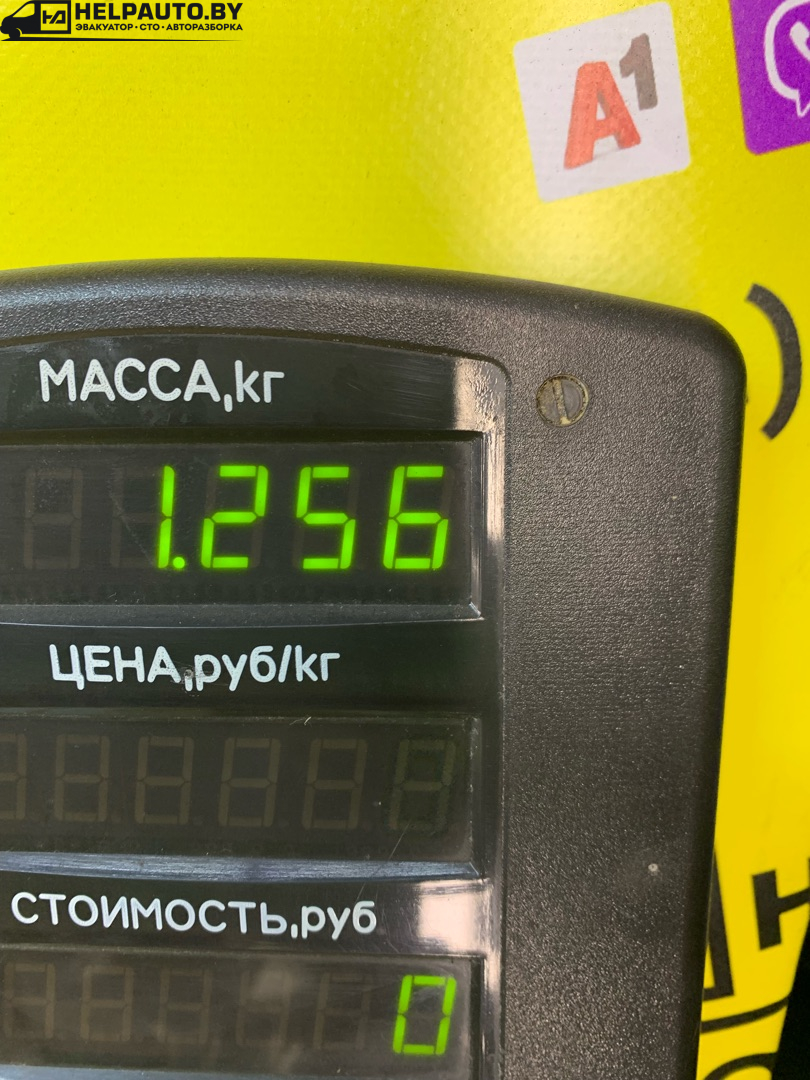 HELPAUTO.BY
ЭВАКУАТОР • СТО • АВТОРАЗБОРКА
A1
МАССА,кг
1.256
ЦЕНА,руб/кг
СТОИМОСТЬ,руб
0